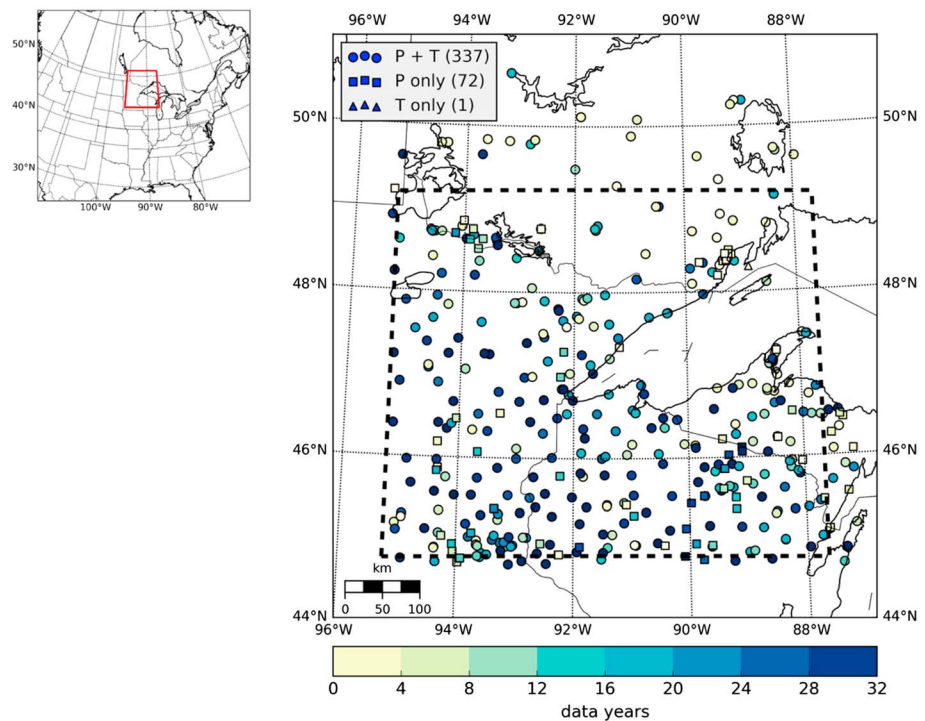 50°N
40°N
30°N
100°W 90°W 80°W
96°W 94°W 92°W 90°W 88°W
P + T (337)
P only (72)
T only (1)
50°N 50°N
48°N 48°N
46°N 46°N
km
0 50 100
44°N 44°N
96°W 94°W 92°W 90°W 88°W
0 4 8 12 16 20 24 28 32
data years